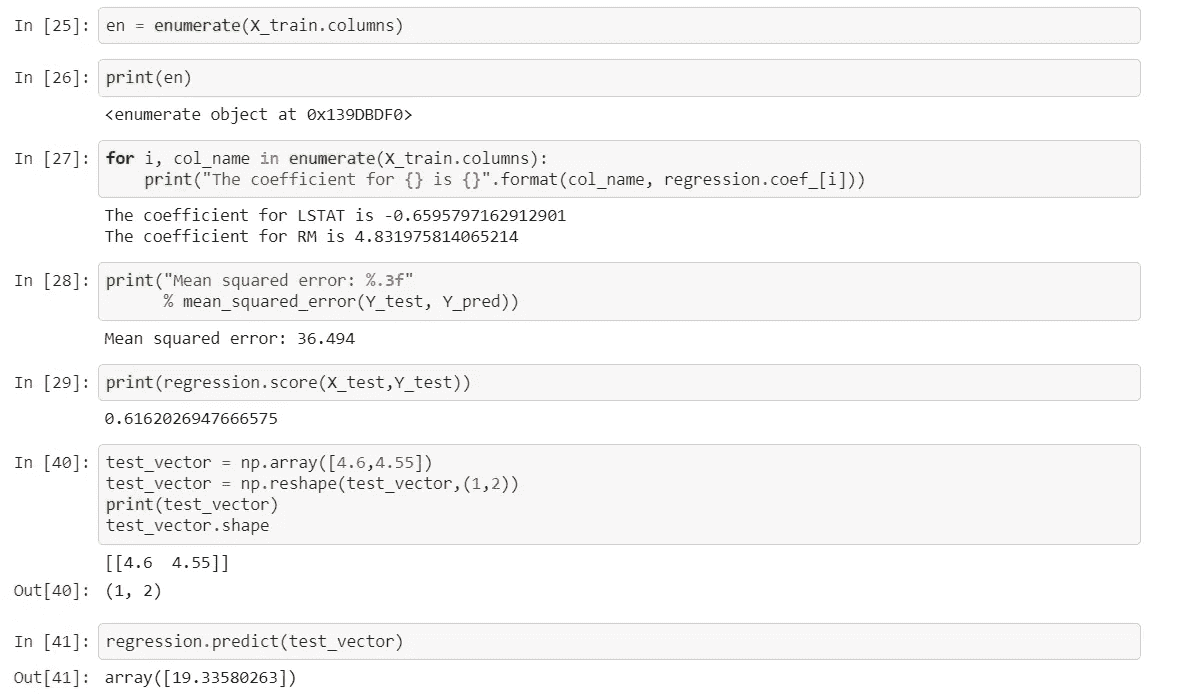 In [25]: en = enumerate(X_train.columns)
In [26]: print(en)
<enumerate object at 0x139DBDF0>
In [27]: for i, col_name in enumerate(X_train.columns):
    print("The coefficient for {} is {}".format(col_name, regression.coef_[i]))
The coefficient for LSTAT is -0.6595797162912901
The coefficient for RM is 4.831975814065214
In [28]: print("Mean squared error: %.3f"
      % mean_squared_error(Y_test, Y_pred))
Mean squared error: 36.494
In [29]: print(regression.score(X_test,Y_test))
0.6162026947666575
In [40]: test_vector = np.array([4.6,4.55])
test_vector = np.reshape(test_vector,(1,2))
print(test_vector)
test_vector.shape
[[4.6  4.55]]
Out[40]: (1, 2)
In [41]: regression.predict(test_vector)
Out[41]: array([19.33580263])